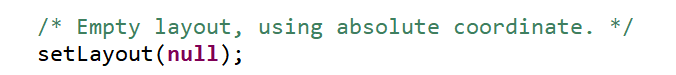 /* Empty layout, using absolute coordinate. */
setLayout(null);